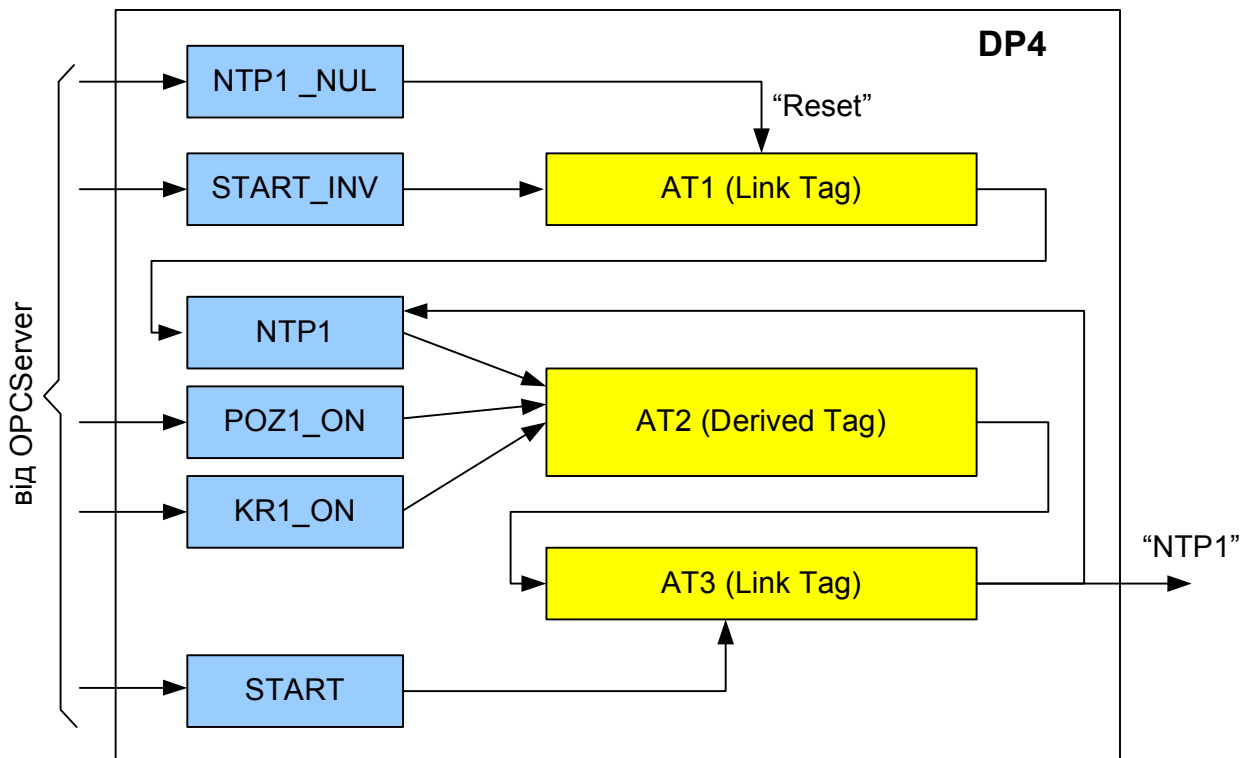 DP4
NTP1 _NUL
“Reset”
START_INV
AT1 (Link Tag)
від OPCServer
NTP1
POZ1_ON
AT2 (Derived Tag)
KR1_ON
“NTP1”
AT3 (Link Tag)
START